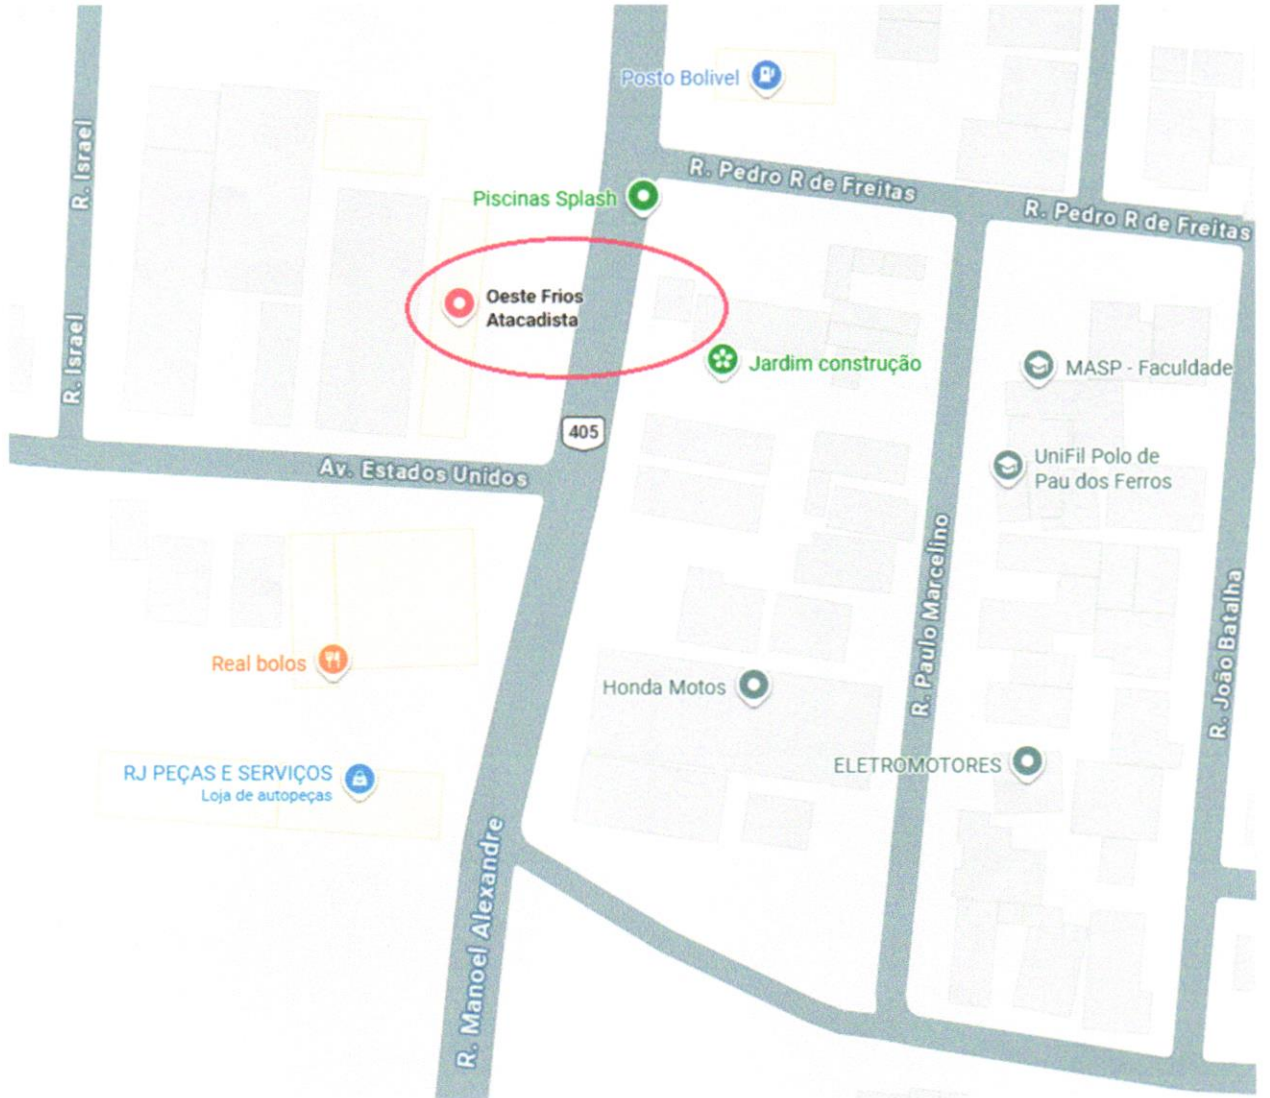 Posto Bolivel
R. Israel
R. Pedro R de Freitas
Piscinas Splash
R. Pedro R de Freitas
Oeste Frios
Atacadista
R. Israel
Jardim construção
MASP - Faculdade
405
Av. Estados Unidos
UniFil Polo de
Pau dos Ferros
R. Paulo Marcelino
R. João Batalha
Real bolos
Honda Motos
RJ PEÇAS E SERVIÇOS
Loja de autopeças
ELETROMOTORES
R. Manoel Alexandre